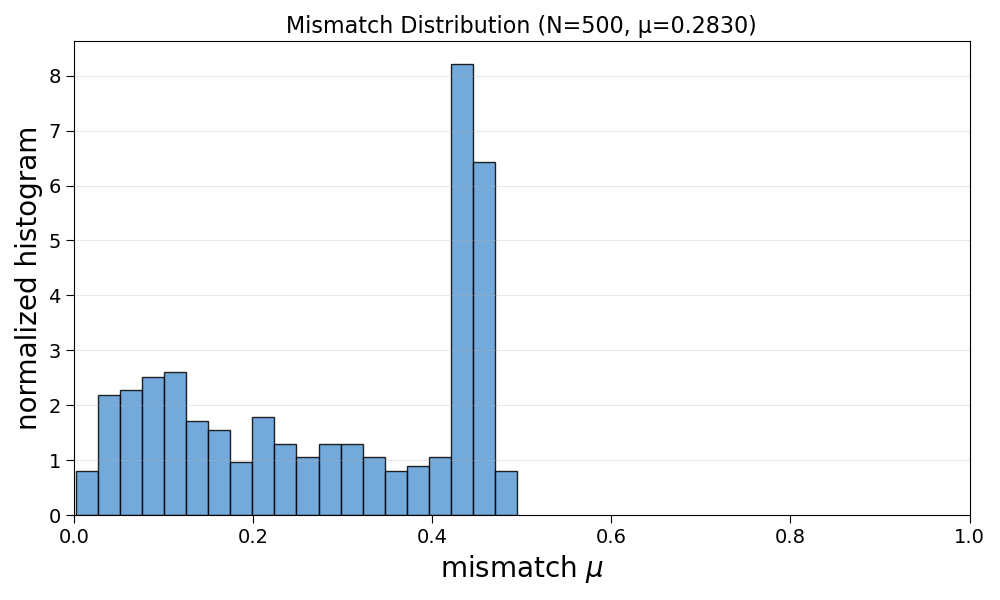 Mismatch Distribution (N=500, μ=0.2830)
normalized histogram
8
7
6
5
4
3
2
1
0
0.0 0.2 0.4 0.6 0.8 1.0
mismatch μ